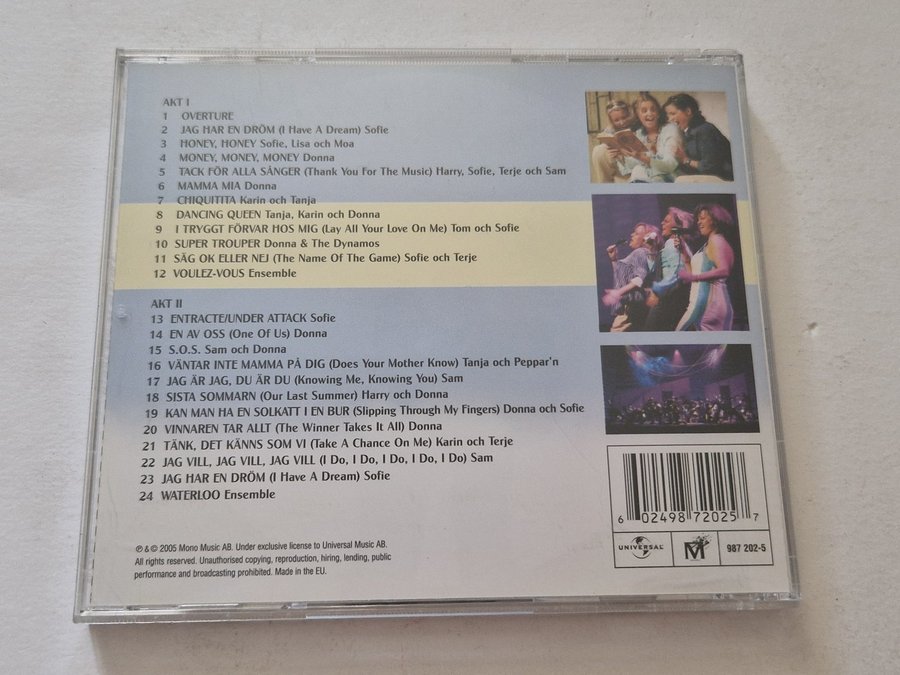 AKT I
1 OVERTURE
2 JAG HAR EN DRÖM (I Have A Dream) Sofie
3 HONEY, HONEY Sofie, Lisa och Moa
4 MONEY, MONEY, MONEY Donna
5 TACK FÖR ALLA SÅNGER (Thank You For The Music) Harry, Sofie, Terje och Sam
6 MAMMA MIA Donna
7 CHIQUITITA Karin och Tanja
8 DANCING QUEEN Tanja, Karin och Donna
9 I TRYGGT FÖRVAR HOS MIG (Lay All Your Love On Me) Tom och Sofie
10 SUPER TROUPER Donna & The Dynamos
11 SÄG OK ELLER NEJ (The Name Of The Game) Sofie och Terje
12 VOULEZ-VOUS Ensemble
AKT II
13 ENTRACTE/UNDER ATTACK Sofie
14 EN AV OSS (One Of Us) Donna
15 S.O.S. Sam och Donna
16 VÄNTAR INTE MAMMA PÅ DIG (Does Your Mother Know) Tanja och Peppar'n
17 JAG ÄR JAG, DU ÄR DU (Knowing Me, Knowing You) Sam
18 SISTA SOMMARN (Our Last Summer) Harry och Donna
19 KAN MAN HA EN SOLKATT I EN BUR (Slipping Through My Fingers) Donna och Sofie
20 VINNAREN TAR ALLT (The Winner Takes It All) Donna
21 TÄNK, DET KÄNNS SOM VI (Take A Chance On Me) Karin och Terje
22 JAG VILL, JAG VILL, JAG VILL (I Do, I Do, I Do, I Do, I Do) Sam
23 JAG HAR EN DRÖM (I Have A Dream) Sofie
24 WATERLOO Ensemble
6 02498 72025 7
UNIVERSAL
M
987 202-5
℗ & © 2005 Mono Music AB. Under exclusive license to Universal Music AB.
All rights reserved. Unauthorised copying, reproduction, hiring, lending, public
performance and broadcasting prohibited. Made in the EU.